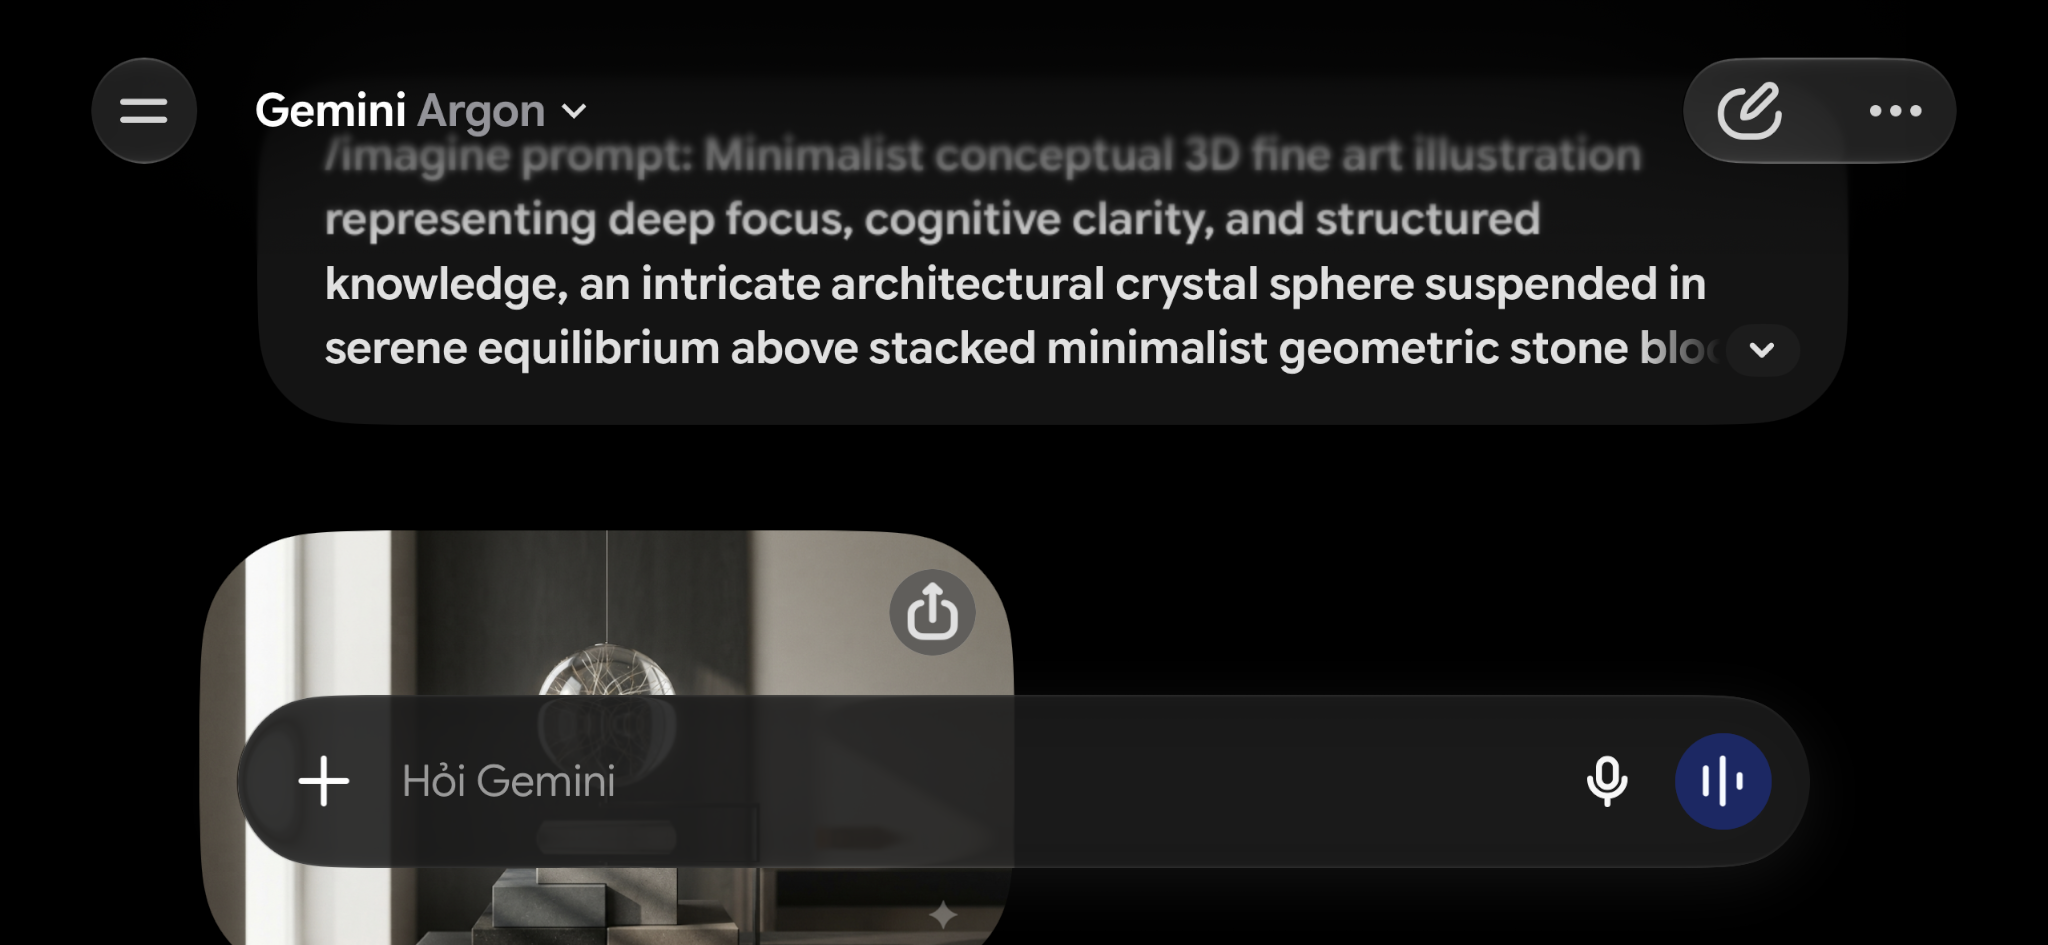 Gemini Argon
/imagine prompt: Minimalist conceptual 3D fine art illustration
representing deep focus, cognitive clarity, and structured
knowledge, an intricate architectural crystal sphere suspended in
serene equilibrium above stacked minimalist geometric stone
Hỏi Gemini